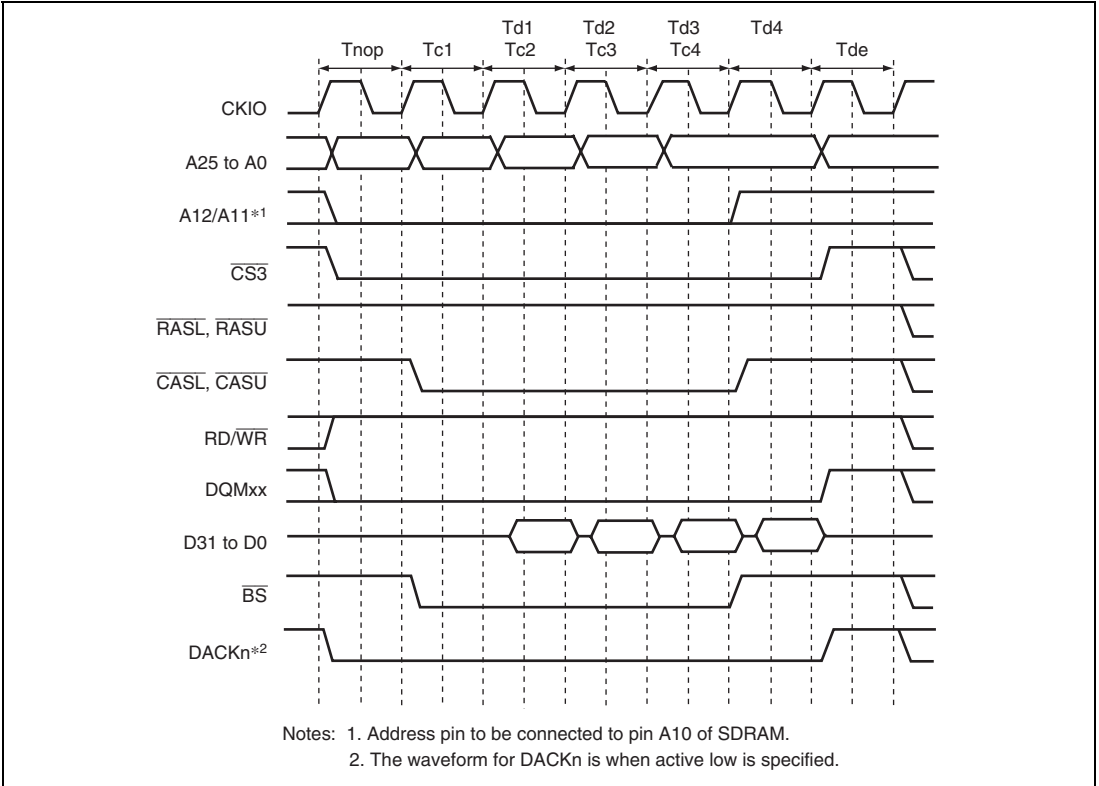 Td1 Td2 Td3 Td4
Tnop Tc1 Tc2 Tc3 Tc4 Tde
CKIO
A25 to A0
A12/A11*1
CS3
RASL, RASU
CASL, CASU
RD/WR
DQMxx
D31 to D0
BS
DACKn*2
Notes: 1. Address pin to be connected to pin A10 of SDRAM.
2. The waveform for DACKn is when active low is specified.